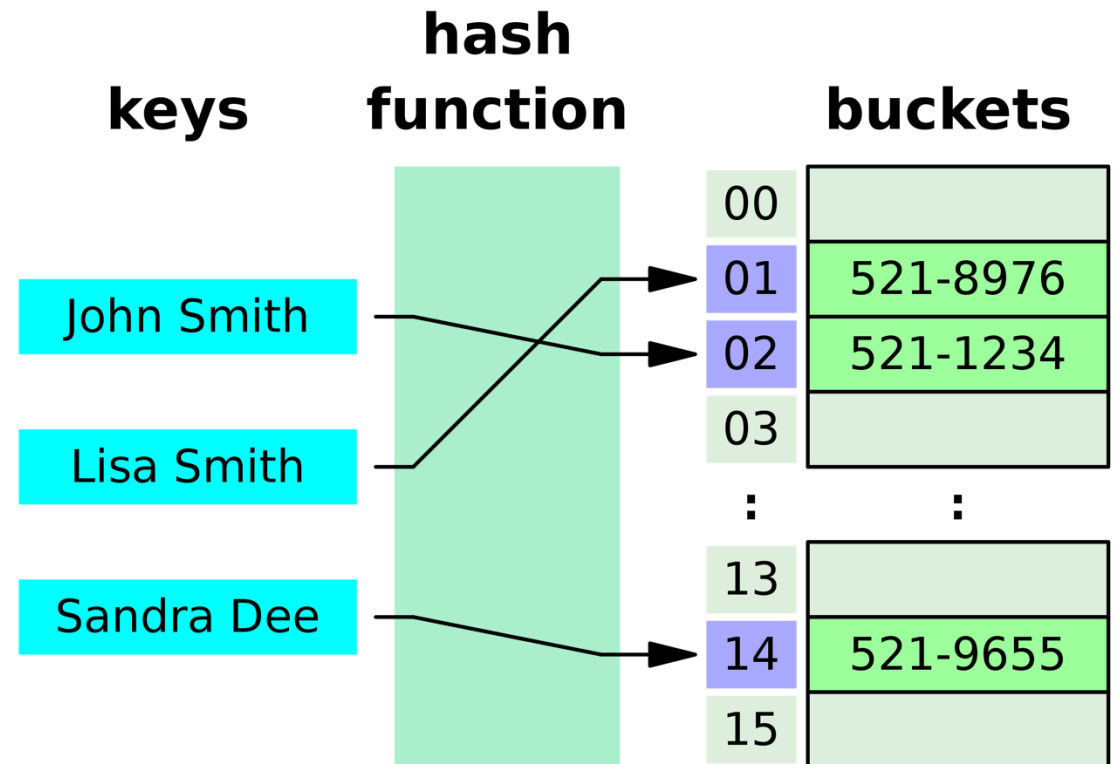 hash
keys function buckets
00
01 521-8976
John Smith
02 521-1234
03
Lisa Smith
: :
13
Sandra Dee
14 521-9655
15